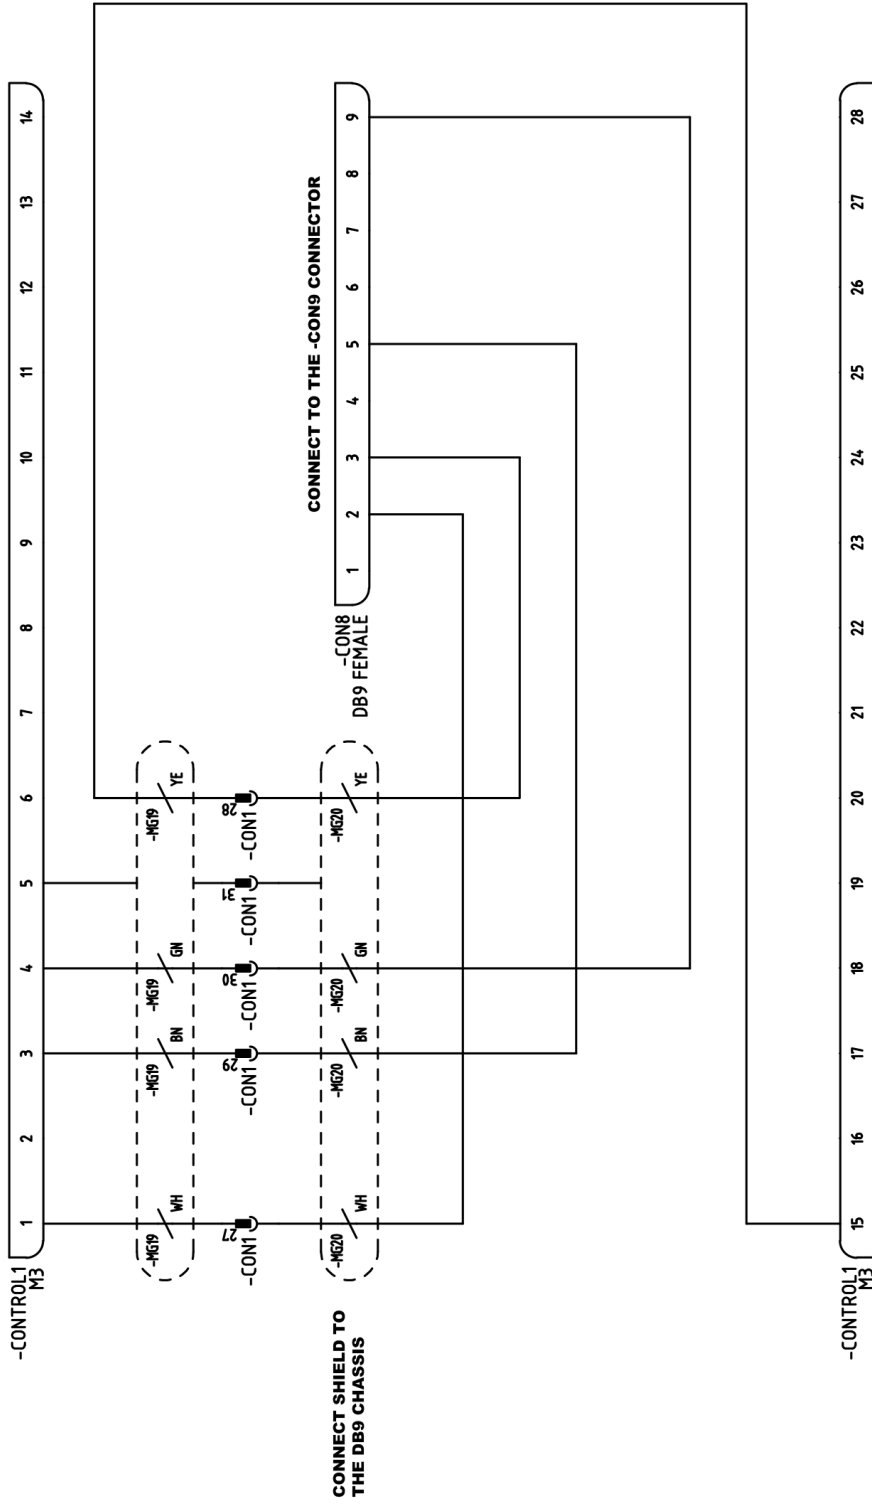 -CONTROL1
M3
1 2 3 4 5 6 7 8 9 10 11 12 13 14
-MG19 -MG19 -MG19 -MG19
WH BN GN YE
27 29 30 31 28
-CON1 -CON1 -CON1 -CON1 -CON1
CONNECT TO THE -CON9 CONNECTOR
CONNECT SHIELD TO
THE DB9 CHASSIS
-MG20 -MG20 -MG20 -MG20
WH BN GN YE
-CON8
DB9 FEMALE
1 2 3 4 5 6 7 8 9
-CONTROL1
M3
15 16 17 18 19 20 21 22 23 24 25 26 27 28